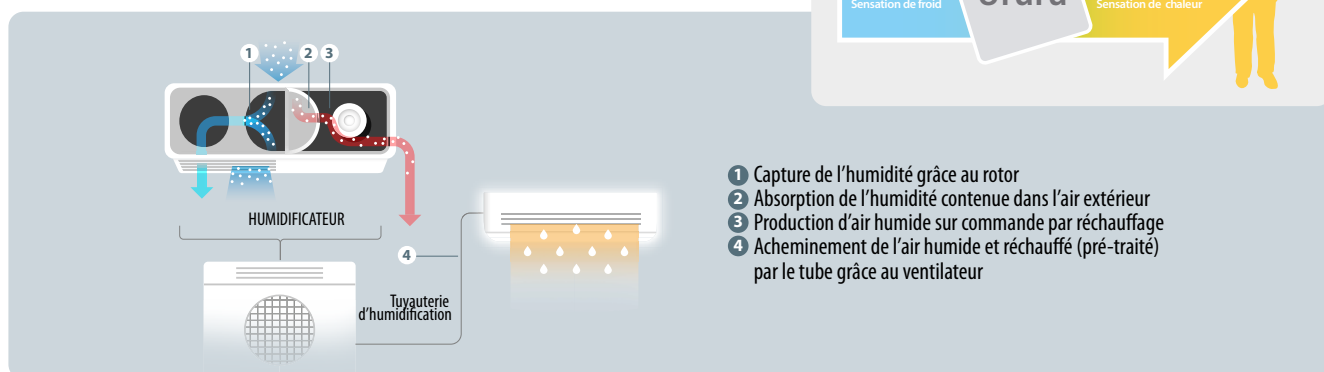 Sensation de froid
Urara
Sensation de chaleur
1 2 3
HUMIDIFICATEUR
4
Tuyauterie
d'humidification
1 Capture de l'humidité grâce au rotor
2 Absorption de l'humidité contenue dans l'air extérieur
3 Production d'air humide sur commande par réchauffage
4 Acheminement de l'air humide et réchauffé (pré-traité)
par le tube grâce au ventilateur